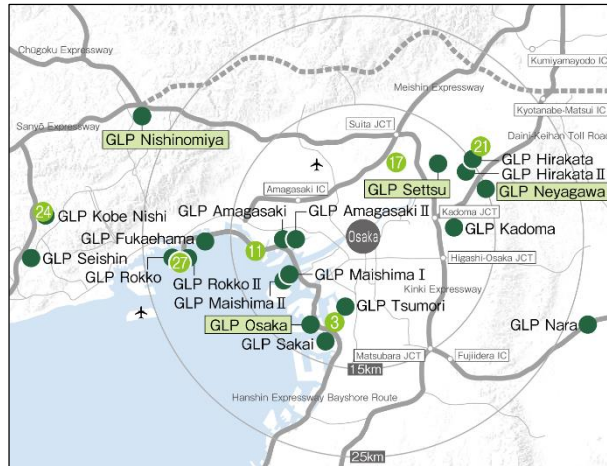 Chūgoku Expressway
Kumiyamayodo IC
Meishin Expressway
Kyotanabe-Matsui IC
Sanyō Expressway
Suita JCT
Daini-Keihan Toll Road
GLP Nishinomiya
21
17
GLP Hirakata
GLP Hirakata II
GLP Settsu
Amagasaki IC
GLP Neyagawa
24
GLP Kobe Nishi
GLP Amagasaki
GLP Amagasaki II
Kadoma JCT
GLP Kadoma
Osaka
GLP Fukaehama
11
GLP Seishin
27
GLP Rokko
GLP Rokko II
Higashi-Osaka JCT
GLP Maishima I
GLP Maishima II
Kinki Expressway
GLP Tsumori
GLP Osaka
3
GLP Nara
GLP Sakai
Matsubara JCT
Fujiidera IC
15km
Hanshin Expressway Bayshore Route
25km